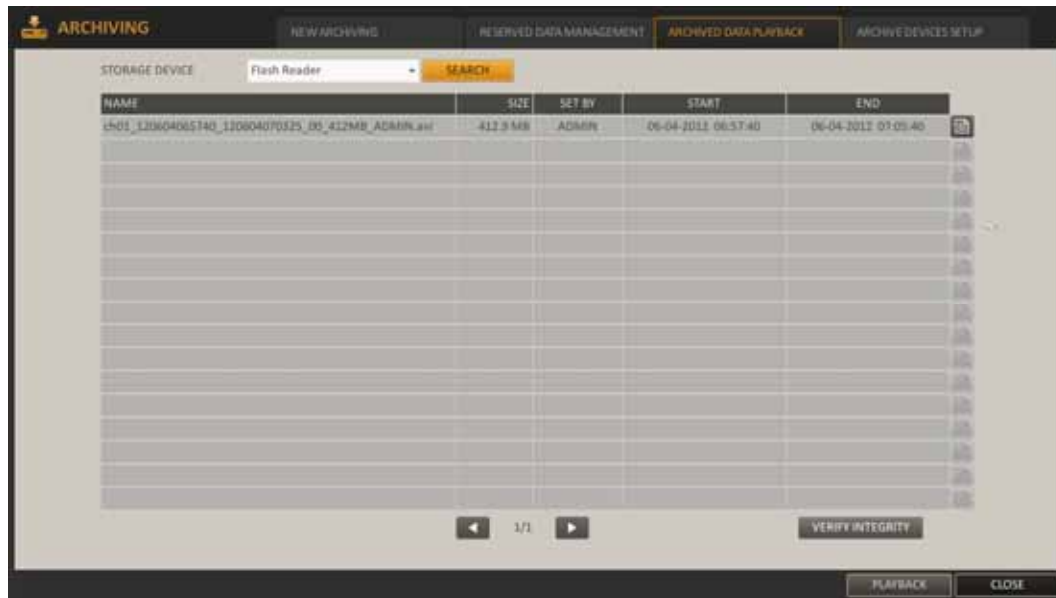 ARCHIVING
NEW ARCHIVING RESERVED DATA MANAGEMENT ARCHIVED DATA PLAYBACK ARCHIVE DEVICES SETUP
STORAGE DEVICE Flash Reader SEARCH
NAME SIZE SET BY START END
ch01_120604065740_120604070325_00_412MB_ADMIN.avi 412.9 MB ADMIN 06-04-2012 06:57:40 06-04-2012 07:05:40
1/1 VERIFY INTEGRITY
PLAYBACK CLOSE